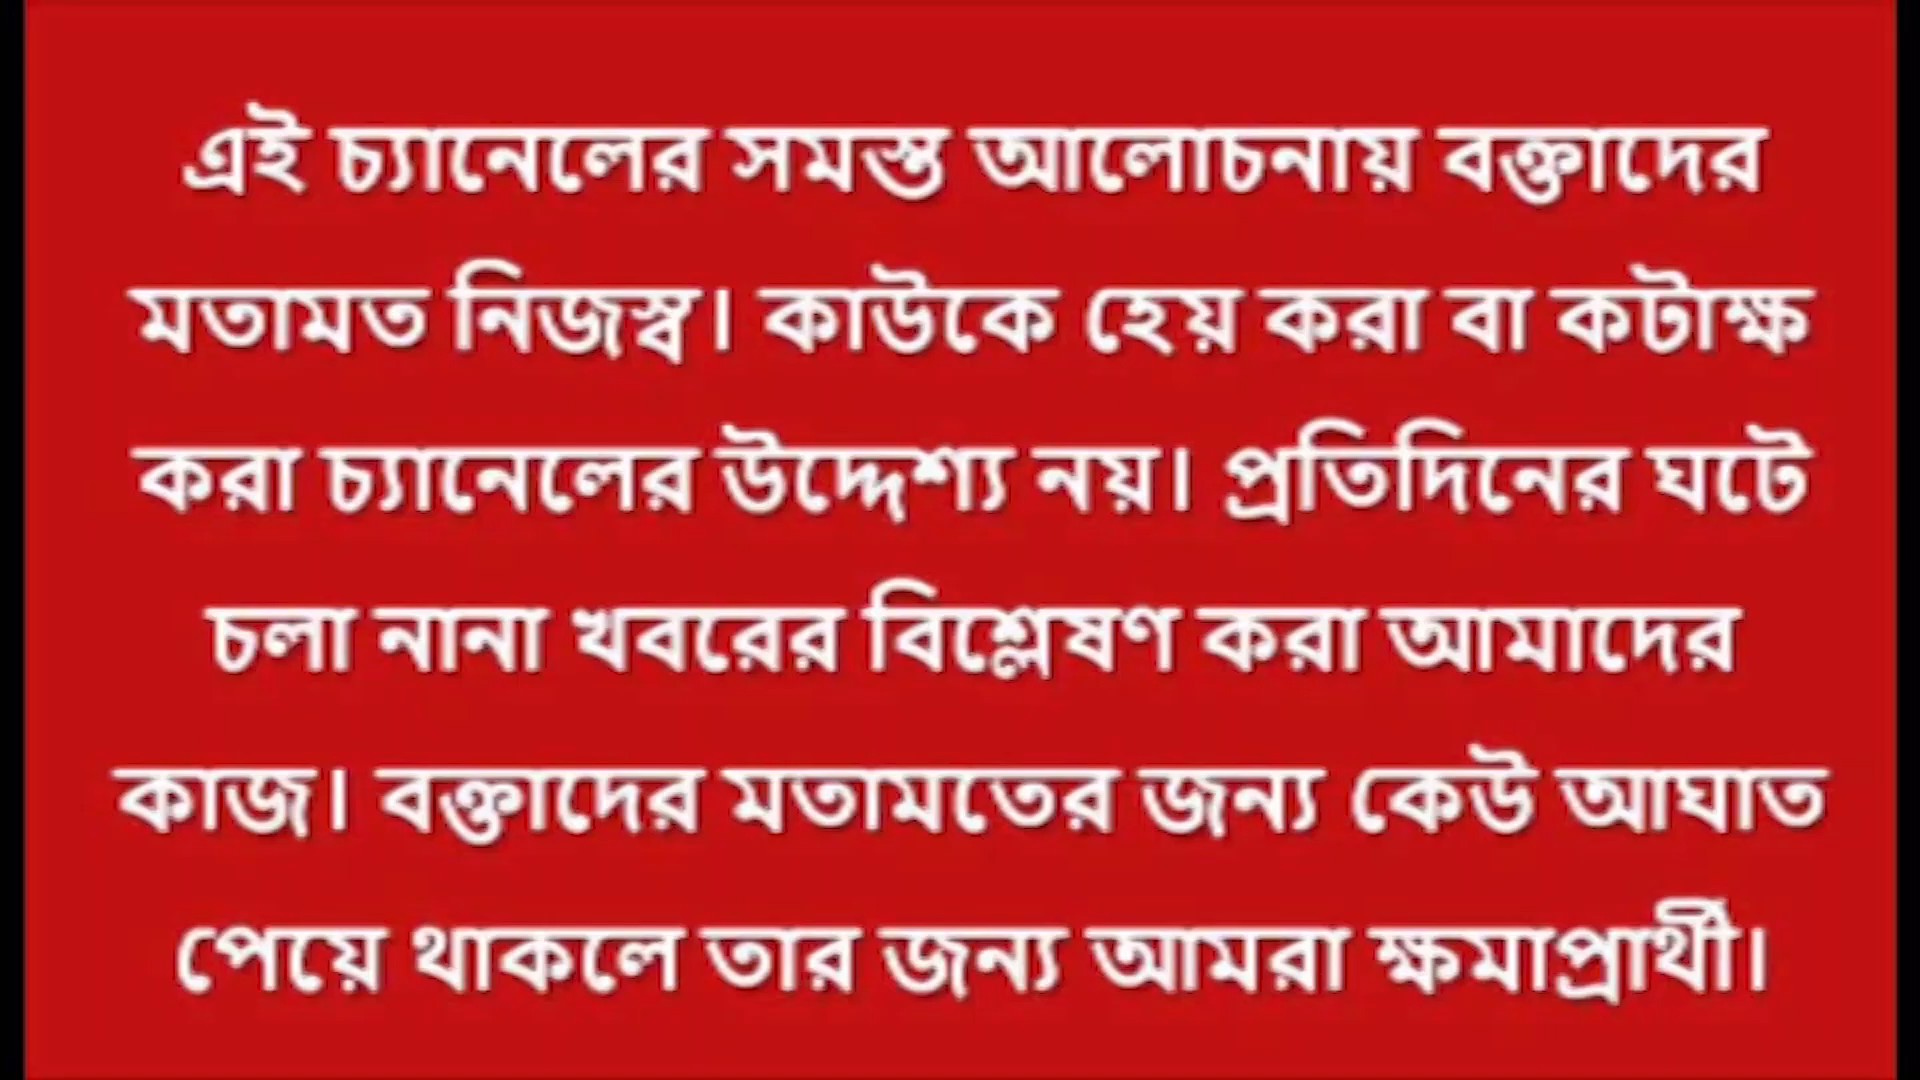 এই চ্যানেলের সমস্ত আলোচনায় বক্তাদের
মতামত নিজস্ব। কাউকে হেয় করা বা কটাক্ষ
করা চ্যানেলের উদ্দেশ্য নয়। প্রতিদিনের ঘটে
চলা নানা খবরের বিশ্লেষণ করা আমাদের
কাজ। বক্তাদের মতামতের জন্য কেউ আঘাত
পেয়ে থাকলে তার জন্য আমরা ক্ষমাপ্রার্থী।